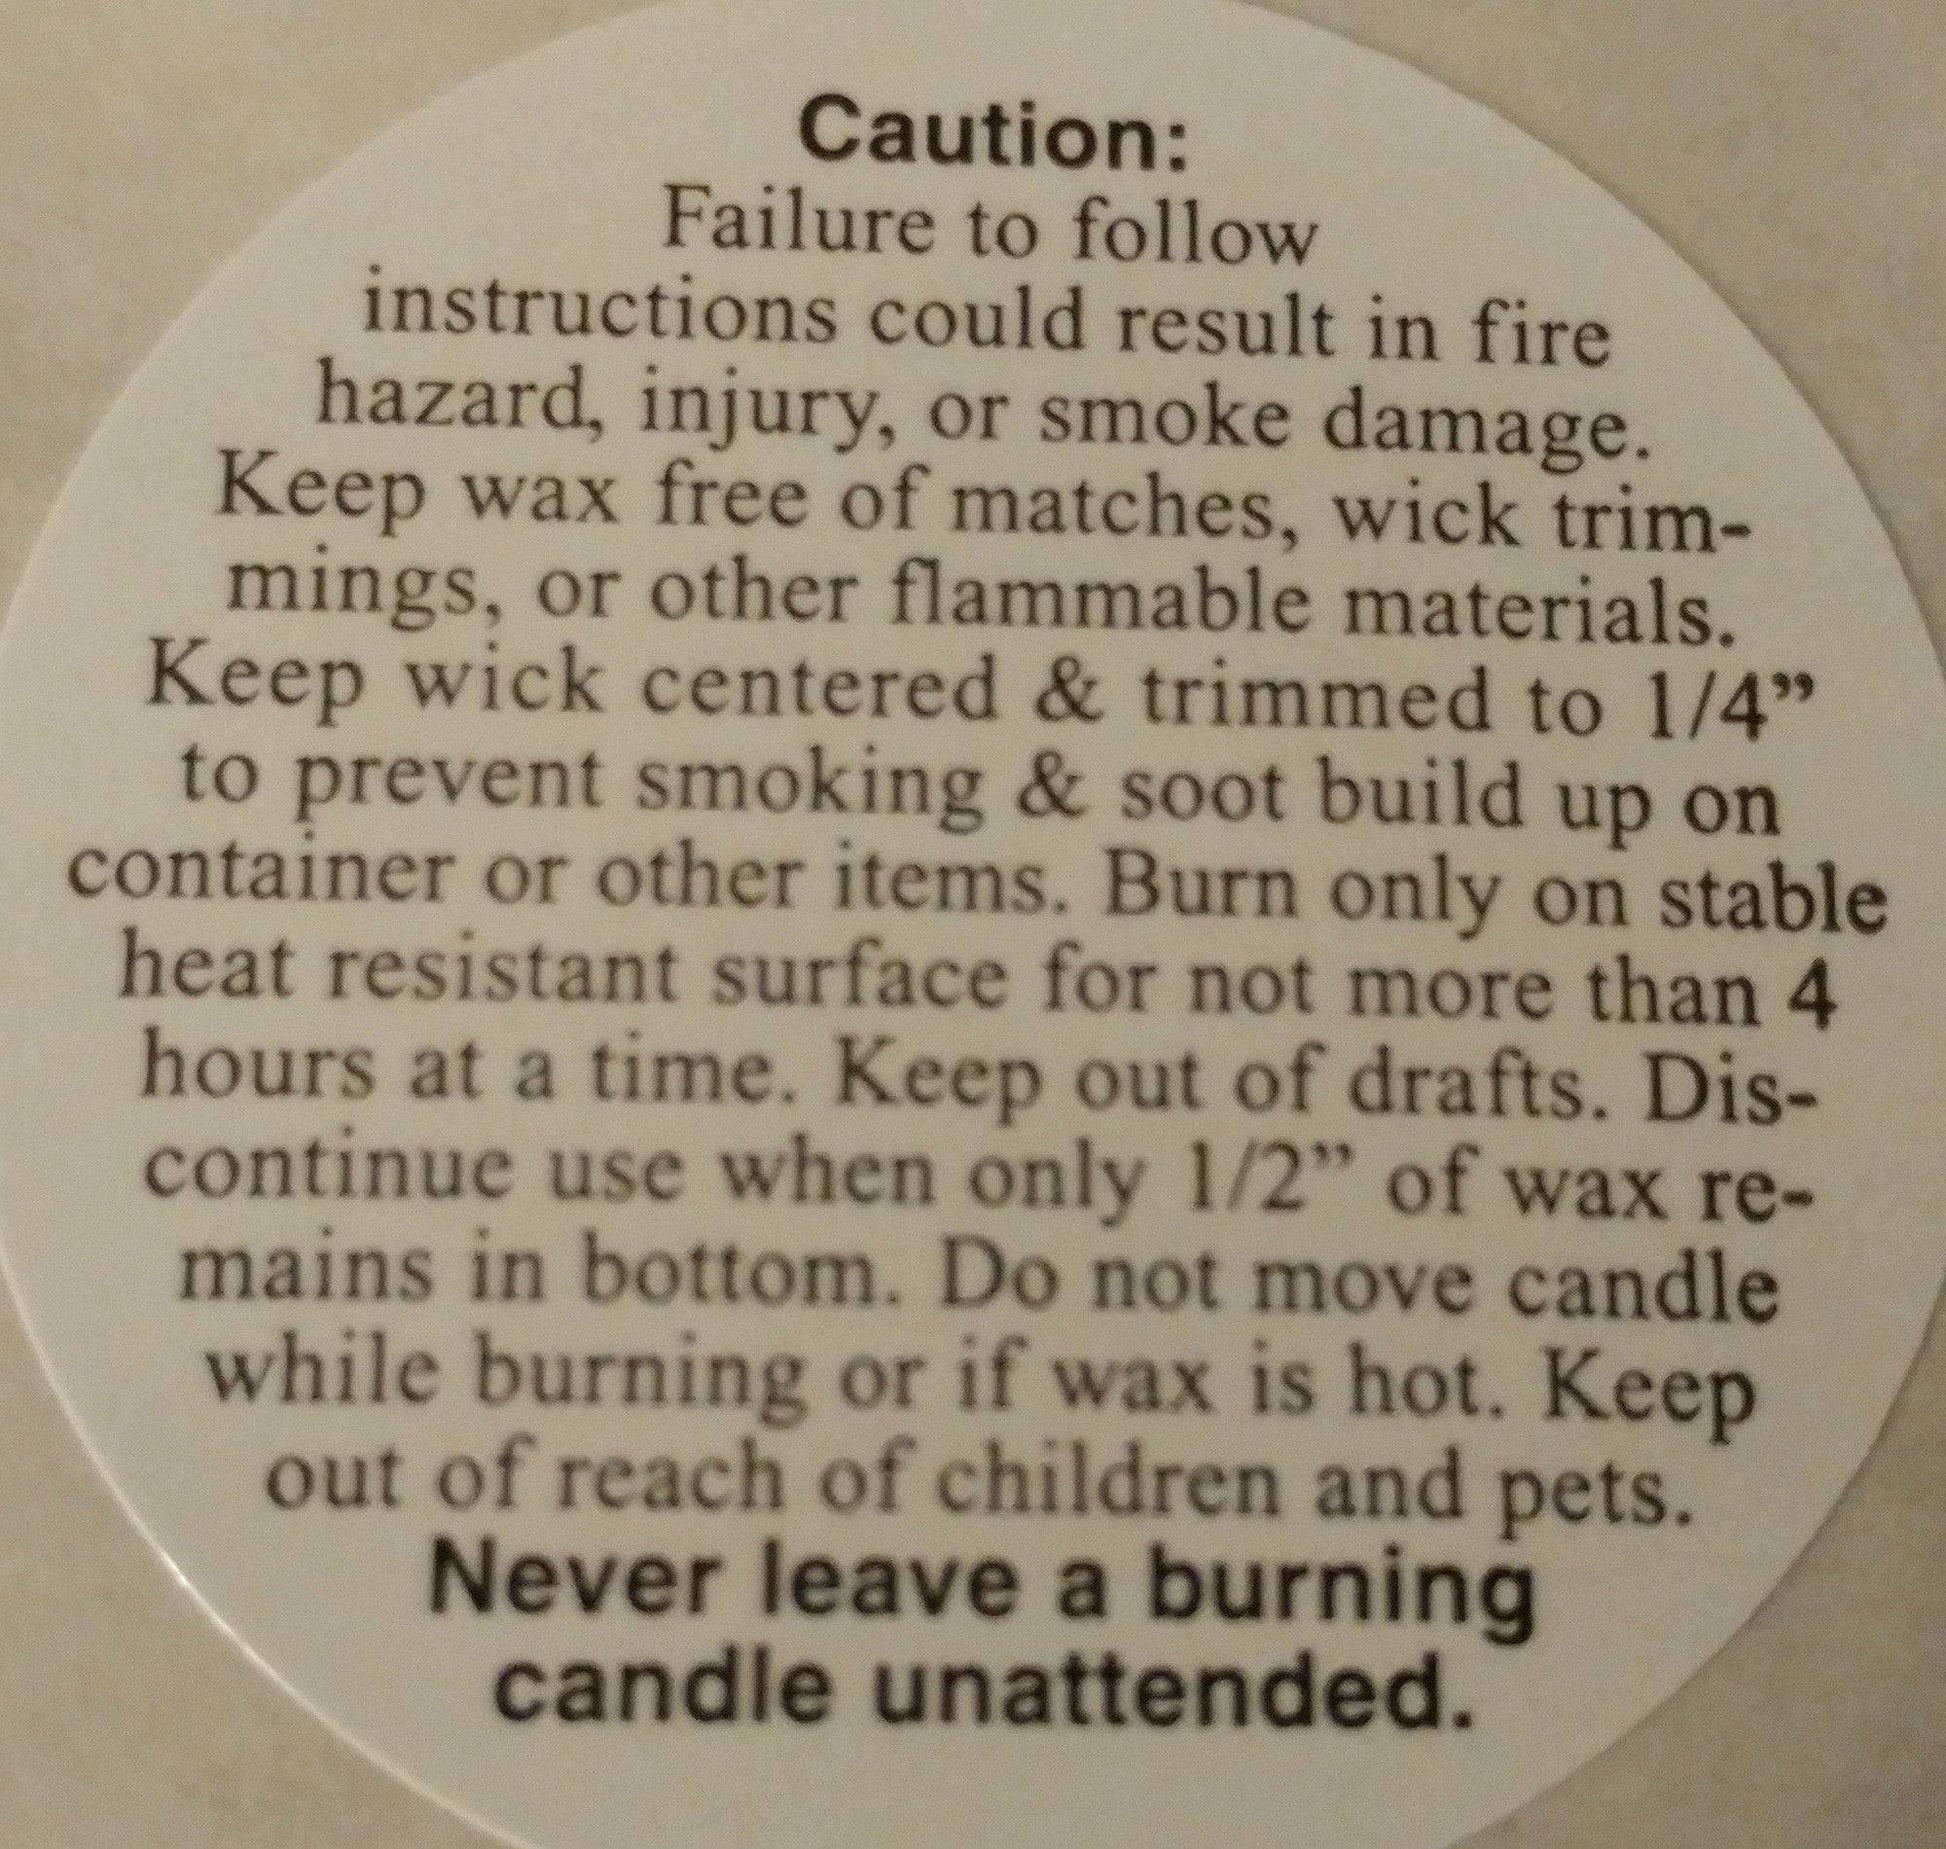 Caution:
Failure to follow
instructions could result in fire
hazard, injury, or smoke damage.
Keep wax free of matches, wick trim-
mings, or other flammable materials.
Keep wick centered & trimmed to 1/4”
to prevent smoking & soot build up on
container or other items. Burn only on stable
heat resistant surface for not more than 4
hours at a time. Keep out of drafts. Dis-
continue use when only 1/2” of wax re-
mains in bottom. Do not move candle
while burning or if wax is hot. Keep
out of reach of children and pets.
Never leave a burning
candle unattended.